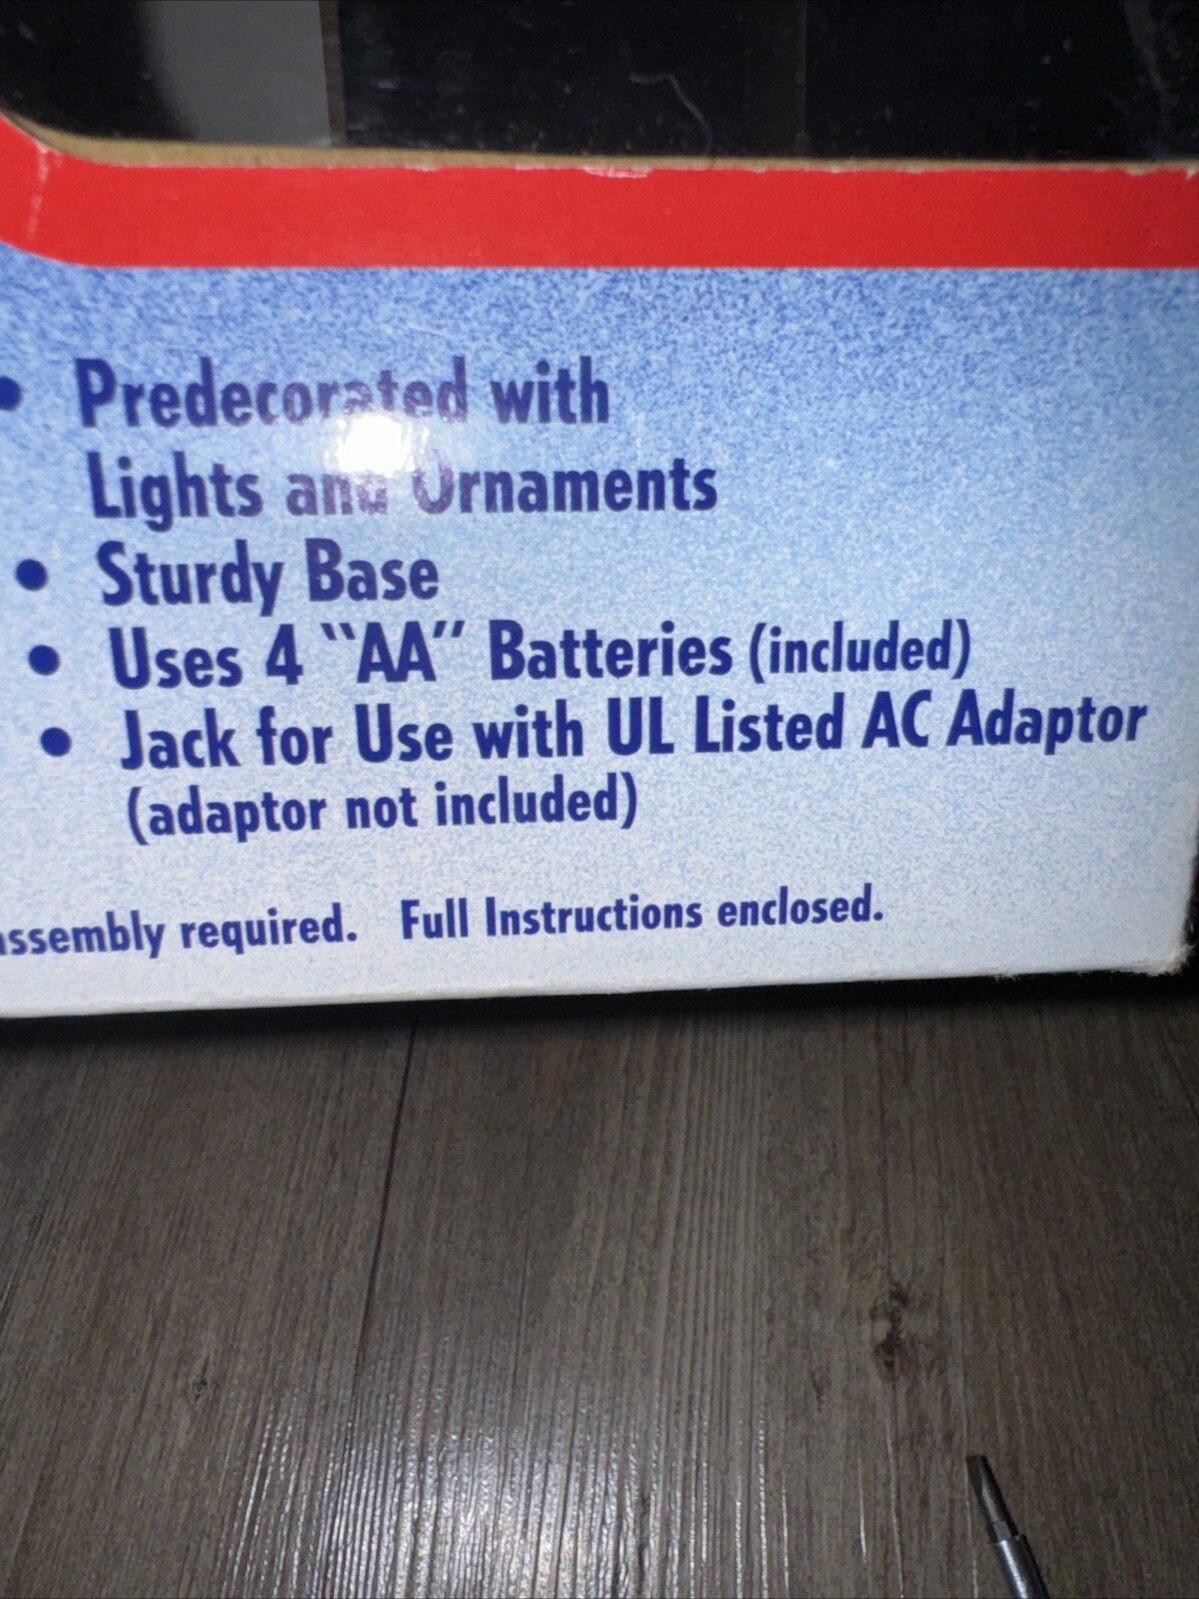 • Predecorated with
Lights and Ornaments
• Sturdy Base
• Uses 4 "AA" Batteries (included)
• Jack for Use with UL Listed AC Adaptor
(adaptor not included)
assembly required. Full Instructions enclosed.